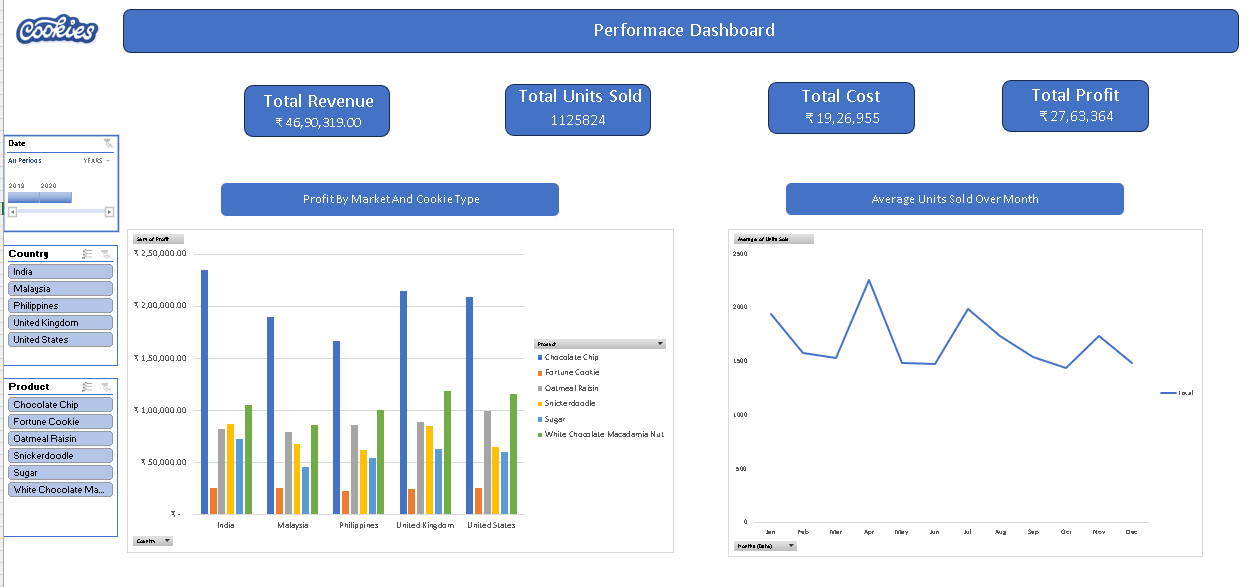 Cookies
Performace Dashboard
Total Revenue
₹ 46,90,319.00
Total Units Sold
1125824
Total Cost
₹ 19,26,955
Total Profit
₹ 27,63,364
Date
All Periods
YEARS
2019 2020
Country
India
Malaysia
Philippines
United Kingdom
United States
Product
Chocolate Chip
Fortune Cookie
Oatmeal Raisin
Snickerdoodle
Sugar
White Chocolate Ma...
Profit By Market And Cookie Type
Sum of Profit
₹ 2,50,000.00
₹ 2,00,000.00
₹ 1,50,000.00
₹ 1,00,000.00
₹ 50,000.00
₹ -
India Malaysia Philippines United Kingdom United States
Country
Product
Chocolate Chip
Fortune Cookie
Oatmeal Raisin
Snickerdoodle
Sugar
White Chocolate Macadamia Nut
Average Units Sold Over Month
Average of Units Sold
2500
2000
1500
1000
500
0
Jan Feb Mar Apr May Jun Jul Aug Sep Oct Nov Dec
Months (Date)
Total